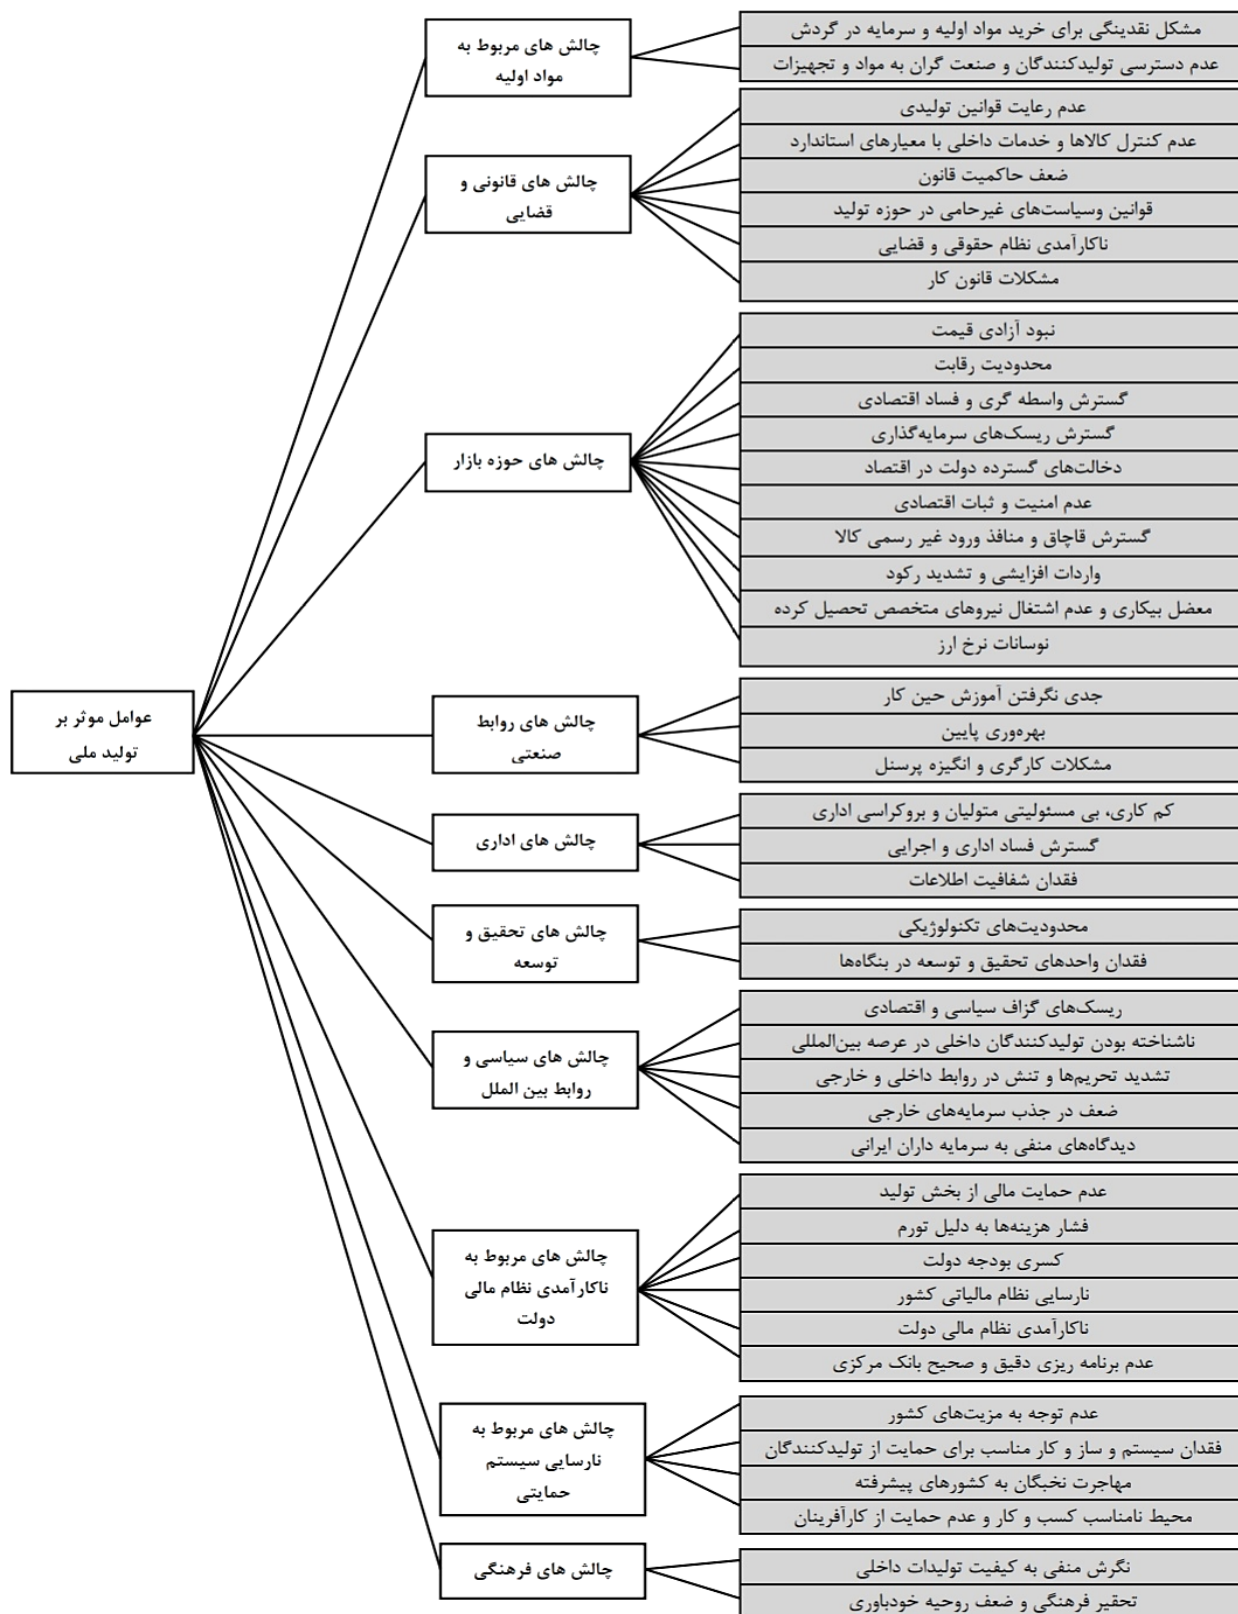 عوامل موثر بر
تولید ملی
چالش های مربوط به
مواد اولیه
مشکل نقدینگی برای خرید مواد اولیه و سرمایه در گردش
عدم دسترسی تولیدکنندگان و صنعت گران به مواد و تجهیزات
چالش های قانونی و
قضایی
عدم رعایت قوانین تولیدی
عدم کنترل کالاها و خدمات داخلی با معیارهای استاندارد
ضعف حاکمیت قانون
قوانین وسیاست‌های غیرحامی در حوزه تولید
ناکارآمدی نظام حقوقی و قضایی
مشکلات قانون کار
چالش های حوزه بازار
نبود آزادی قیمت
محدودیت رقابت
گسترش واسطه گری و فساد اقتصادی
گسترش ریسک‌های سرمایه‌گذاری
دخالت‌های گسترده دولت در اقتصاد
عدم امنیت و ثبات اقتصادی
گسترش قاچاق و منافذ ورود غیر رسمی کالا
واردات افزایشی و تشدید رکود
معضل بیکاری و عدم اشتغال نیروهای متخصص تحصیل کرده
نوسانات نرخ ارز
چالش های روابط
صنعتی
جدی نگرفتن آموزش حین کار
بهره‌وری پایین
مشکلات کارگری و انگیزه پرسنل
چالش های اداری
کم کاری، بی مسئولیتی متولیان و بروکراسی اداری
گسترش فساد اداری و اجرایی
فقدان شفافیت اطلاعات
چالش های تحقیق و
توسعه
محدودیت‌های تکنولوژیکی
فقدان واحدهای تحقیق و توسعه در بنگاه‌ها
چالش های سیاسی و
روابط بین الملل
ریسک‌های گزاف سیاسی و اقتصادی
ناشناخته بودن تولیدکنندگان داخلی در عرصه بین‌المللی
تشدید تحریم‌ها و تنش در روابط داخلی و خارجی
ضعف در جذب سرمایه‌های خارجی
دیدگاه‌های منفی به سرمایه داران ایرانی
چالش های مربوط به
ناکارآمدی نظام مالی
دولت
عدم حمایت مالی از بخش تولید
فشار هزینه‌ها به دلیل تورم
کسری بودجه دولت
نارسایی نظام مالیاتی کشور
ناکارآمدی نظام مالی دولت
عدم برنامه ریزی دقیق و صحیح بانک مرکزی
چالش های مربوط به
نارسایی سیستم
حمایتی
عدم توجه به مزیت‌های کشور
فقدان سیستم و ساز و کار مناسب برای حمایت از تولیدکنندگان
مهاجرت نخبگان به کشورهای پیشرفته
محیط نامناسب کسب و کار و عدم حمایت از کارآفرینان
چالش های فرهنگی
نگرش منفی به کیفیت تولیدات داخلی
تحقیر فرهنگی و ضعف روحیه خودباوری